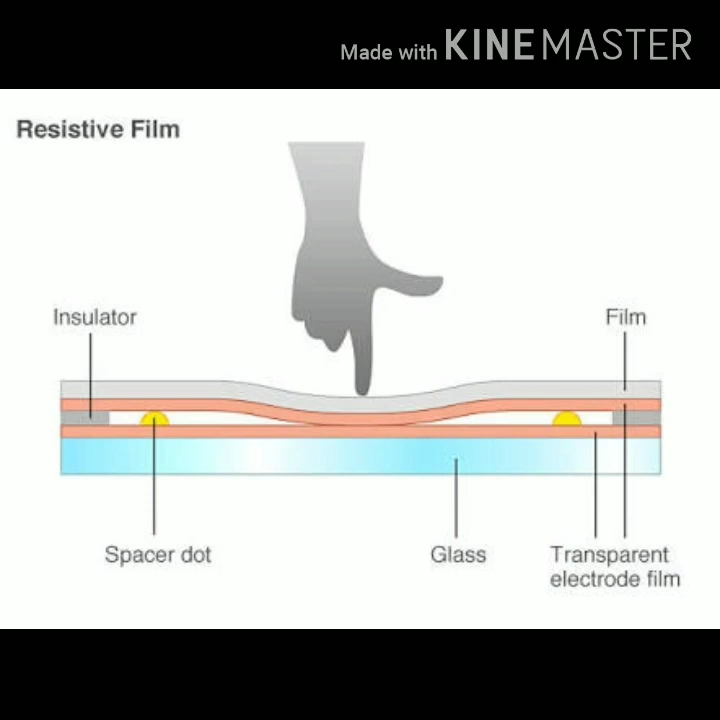 Made with KINEMASTER
Resistive Film
Insulator
Film
Spacer dot
Glass
Transparent
electrode film